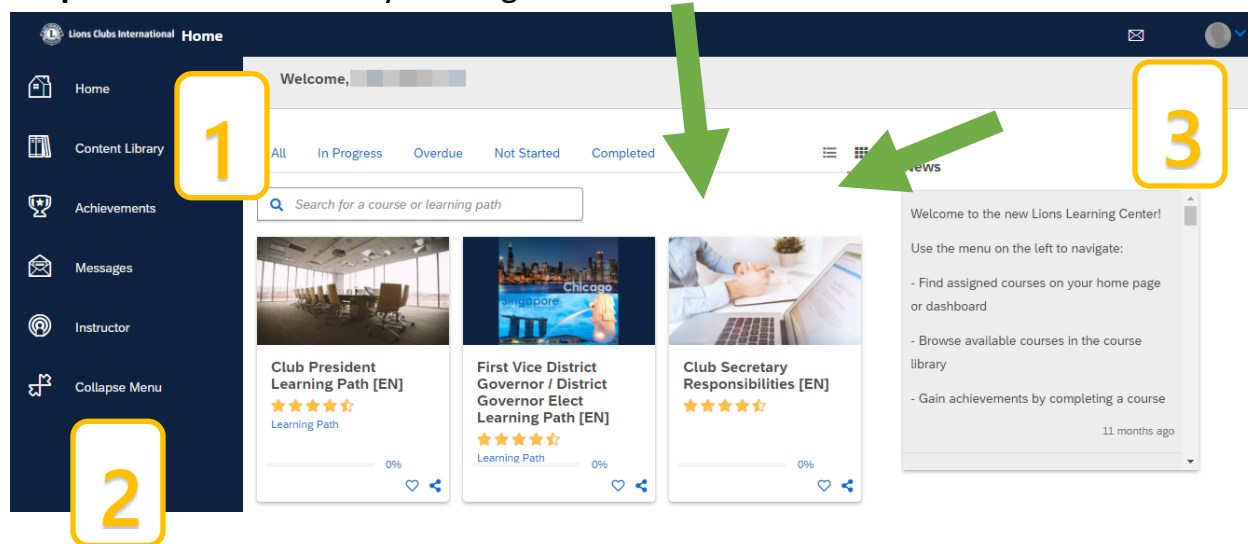 Lions Clubs International Home
Home
Content Library
Achievements
Messages
Instructor
Collapse Menu
1
2
3
Welcome,
All In Progress Overdue Not Started Completed
Search for a course or learning path
Chicago
Singapore
Club President
Learning Path [EN]
Learning Path
0%
First Vice District
Governor / District
Governor Elect
Learning Path [EN]
Learning Path
0%
Club Secretary
Responsibilities [EN]
0%
News
Welcome to the new Lions Learning Center!
Use the menu on the left to navigate:
- Find assigned courses on your home page
or dashboard
- Browse available courses in the course
library
- Gain achievements by completing a course
11 months ago